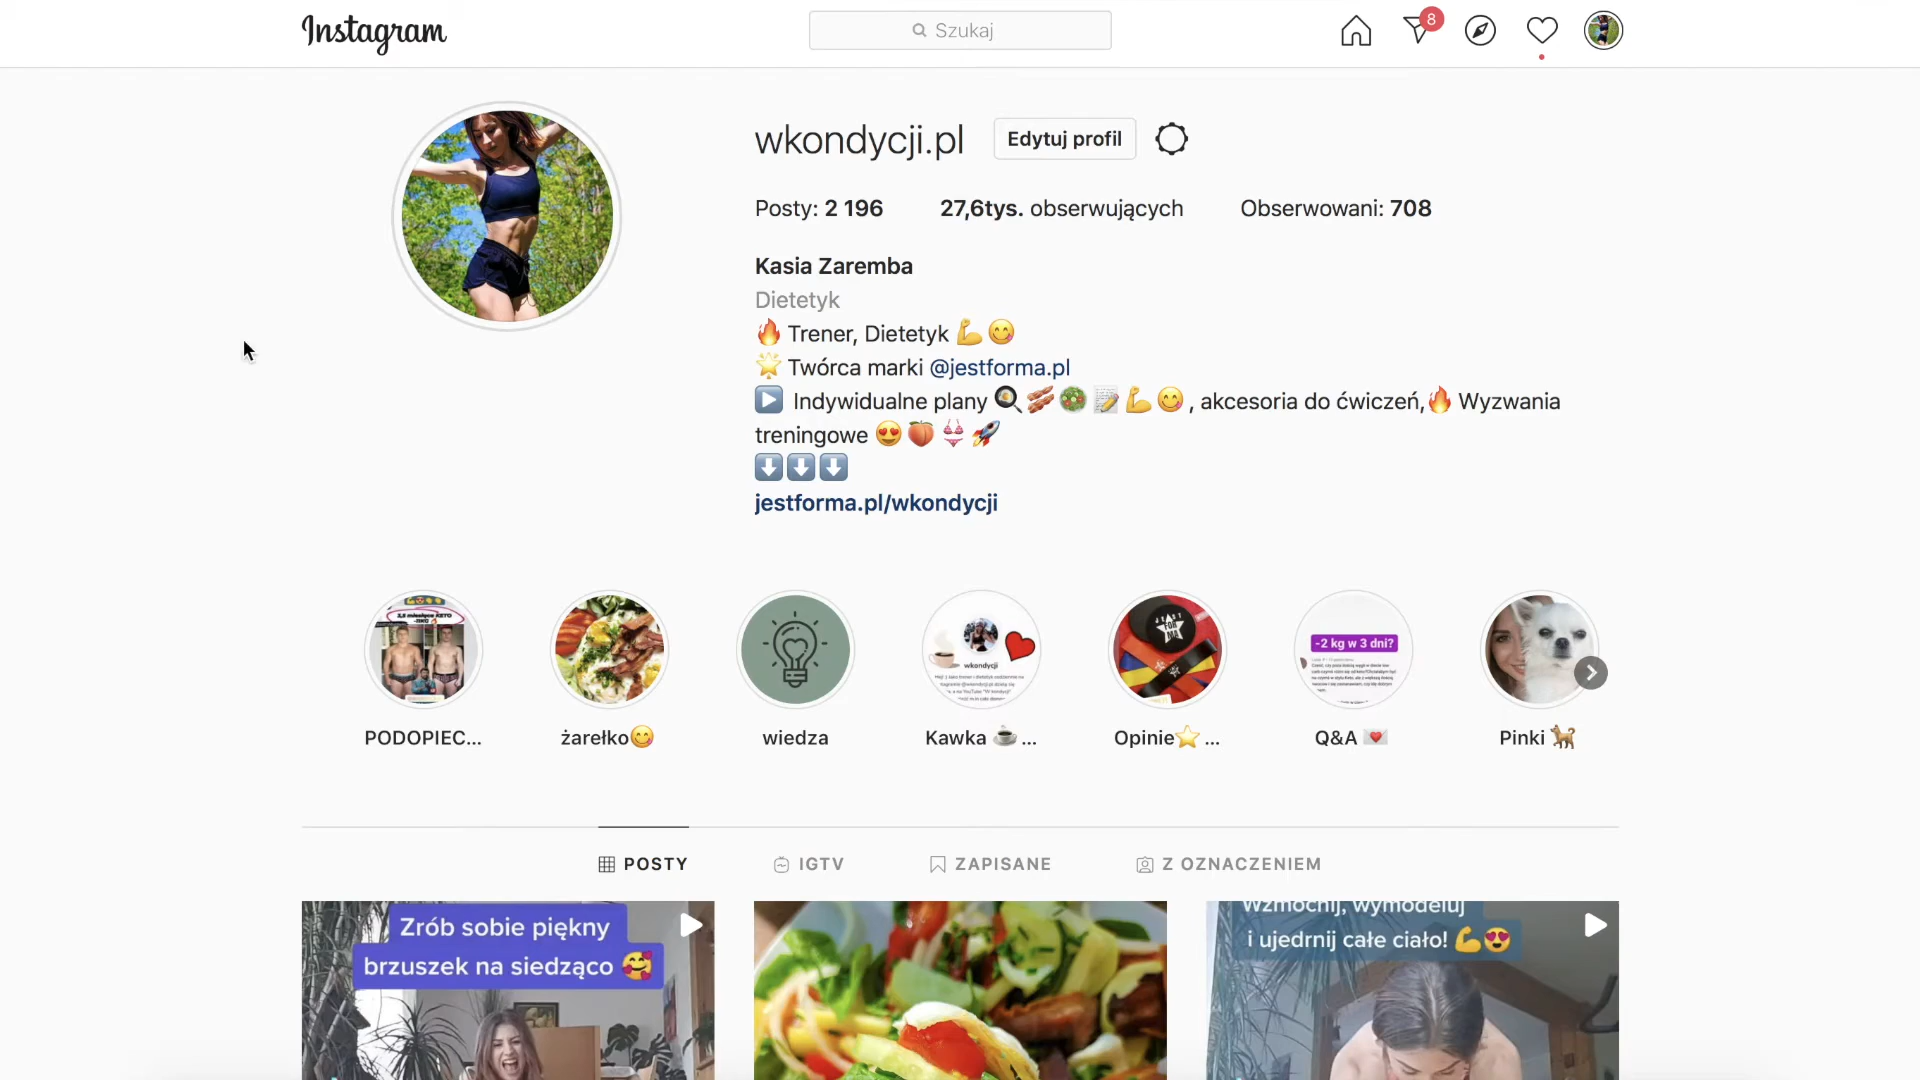 Instagram
Szukaj
8
wkondycji.pl
Edytuj profil
Posty: 2 196
27,6tys. obserwujących
Obserwowani: 708
Kasia Zaremba
Dietetyk
🔥 Trener, Dietetyk 💪😋
🌟 Twórca marki @jestforma.pl
▶️ Indywidualne plany 🍳🥓🥗📝💪😋, akcesoria do ćwiczeń,🔥 Wyzwania
treningowe 😍🍑👙🚀
⬇️⬇️⬇️
jestforma.pl/wkondycji
wkondycji
-2 kg w 3 dni?
PODOPIEC...
żarełko😋
wiedza
Kawka ☕...
Opinie⭐...
Q&A 💌
Pinki 🐕
POSTY
IGTV
ZAPISANE
Z OZNACZENIEM
Zrób sobie piękny
brzuszek na siedząco 🥰
Wzmocnij, wymodeluj
i ujedrnij całe ciało! 💪😍